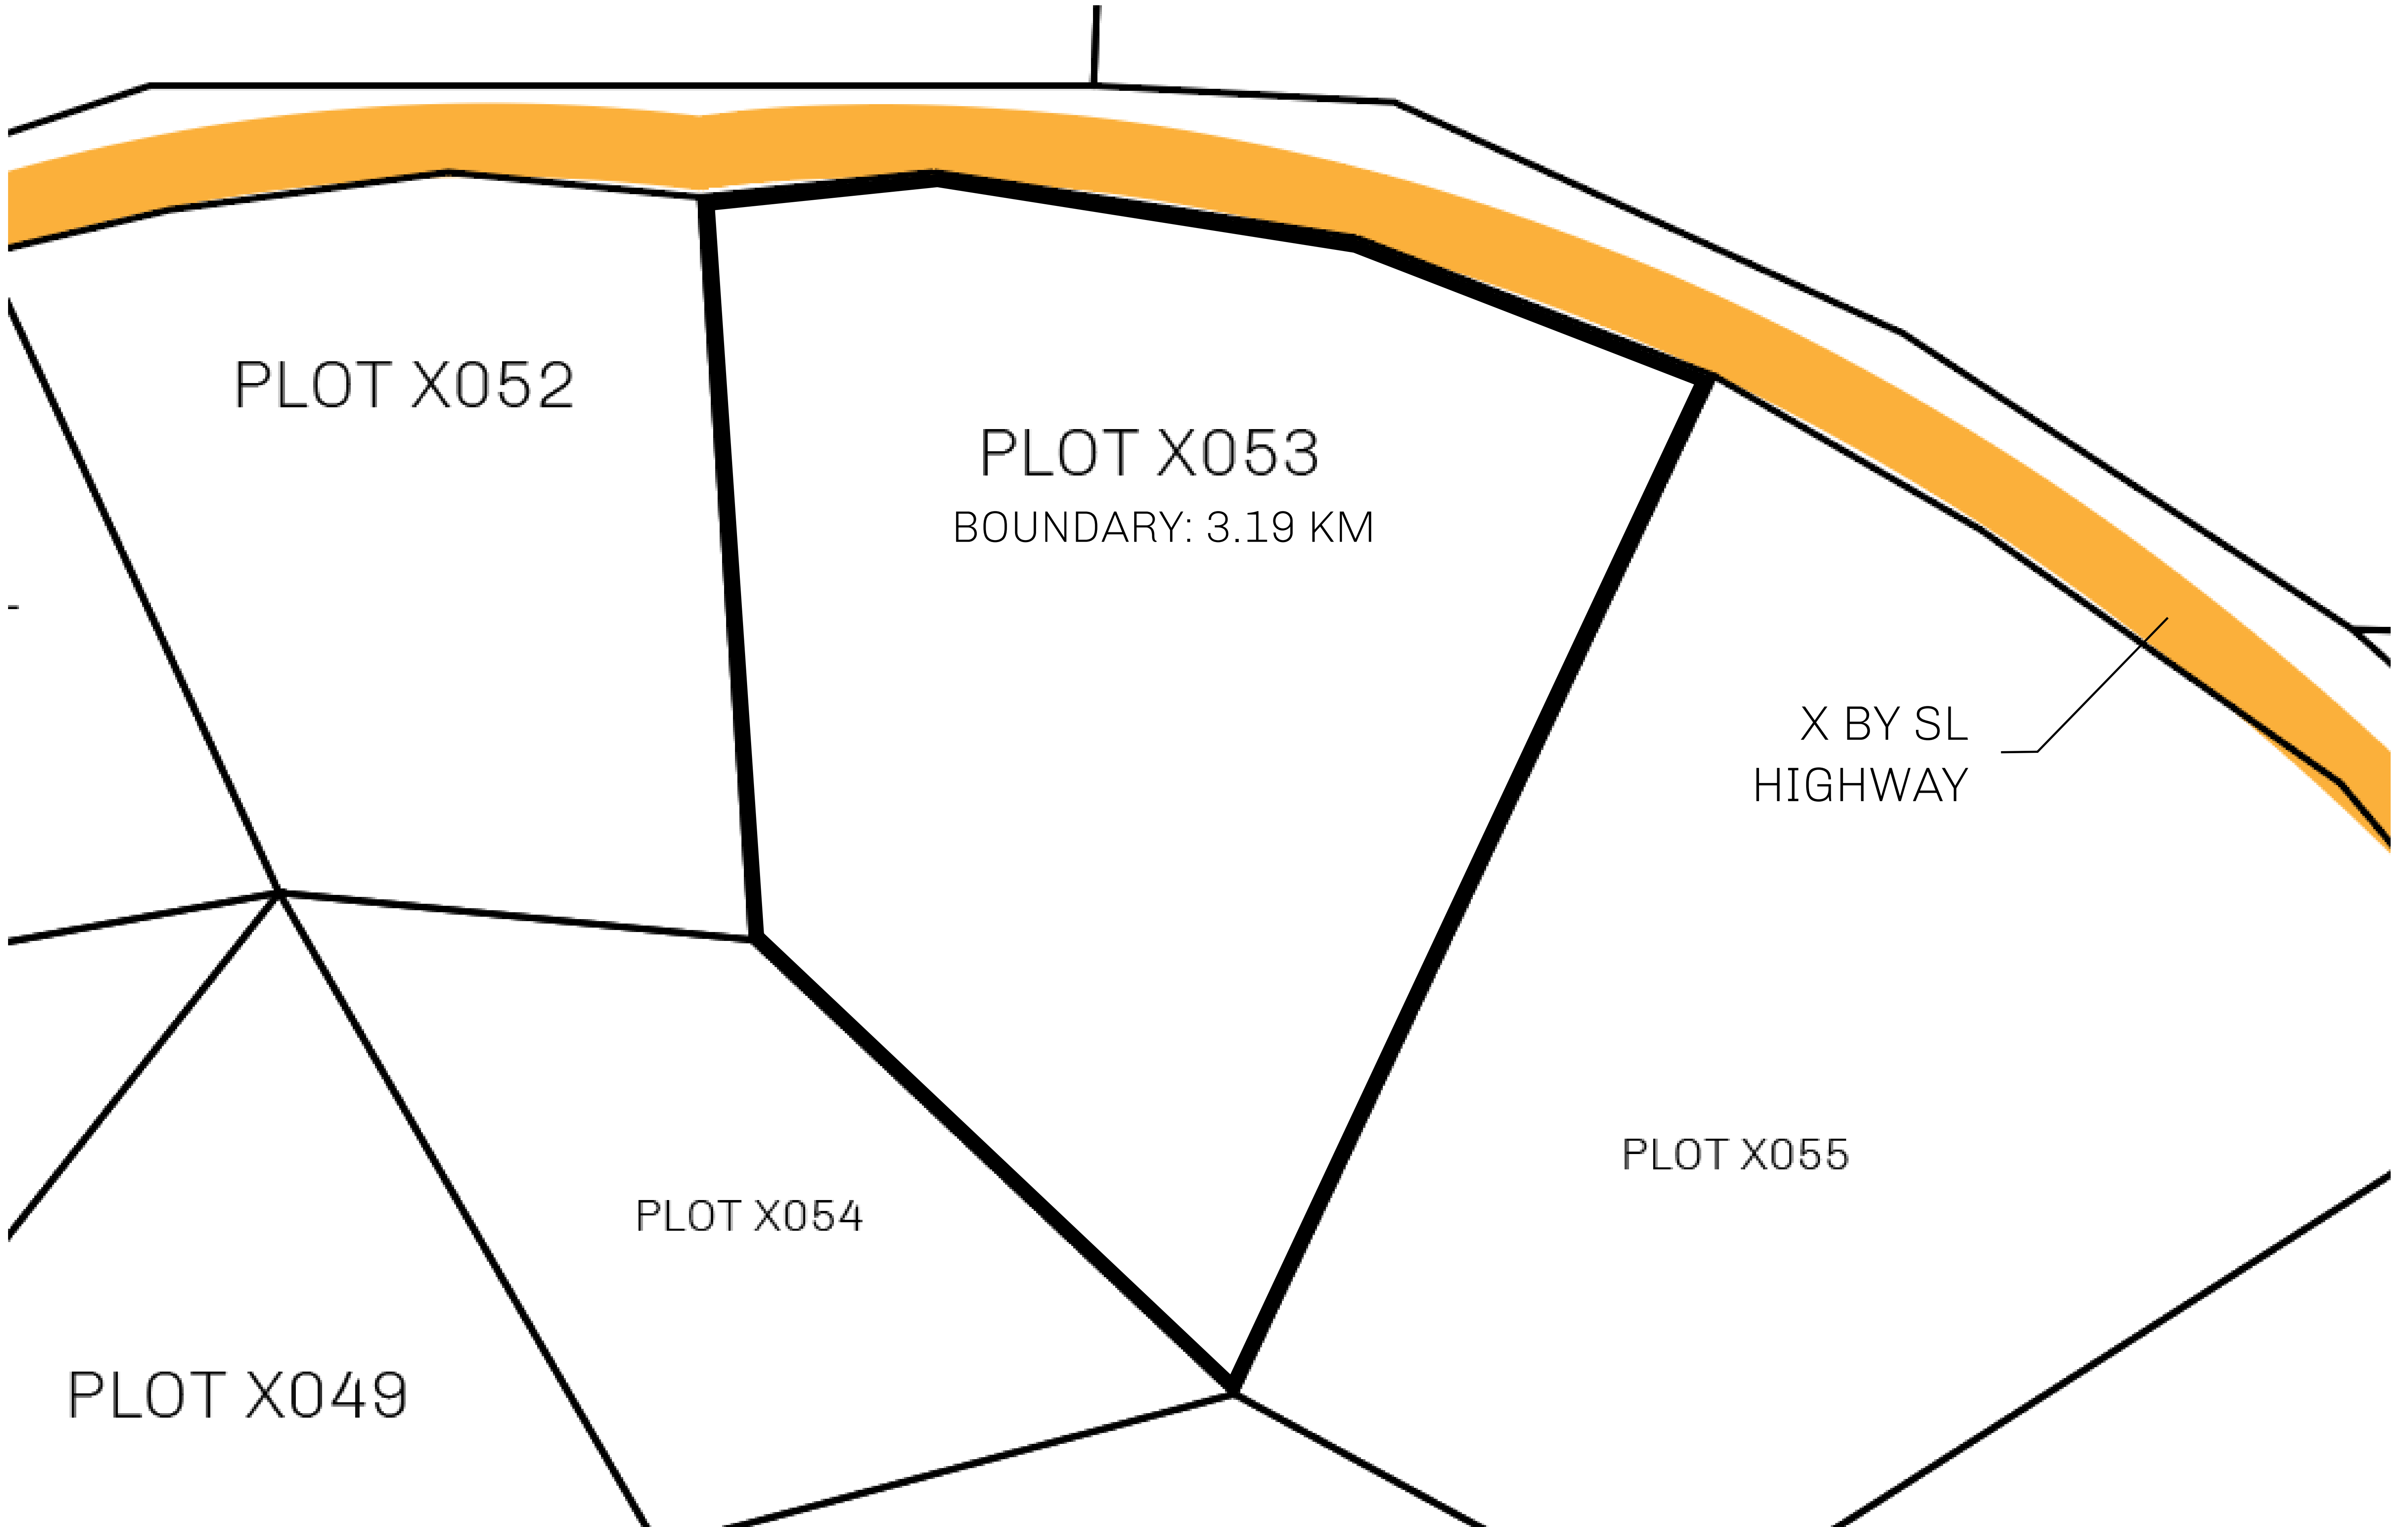 PLOT X052
PLOT X053
BOUNDARY: 3.19 KM
X BY SL
HIGHWAY
PLOT X055
PLOT X054
PLOT X049